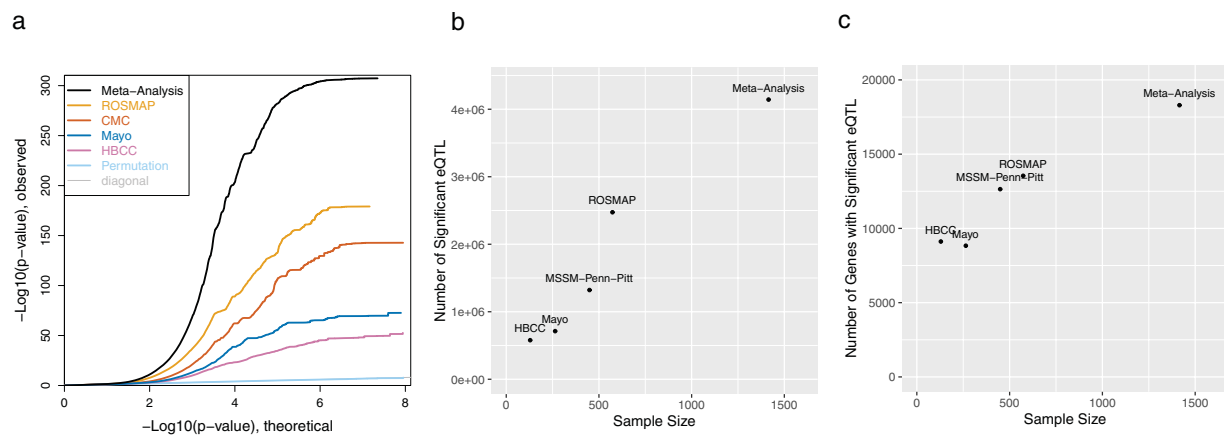 a
−Log10(p−value), observed
300
250
200
150
100
50
0
Meta−Analysis
ROSMAP
CMC
Mayo
HBCC
Permutation
diagonal
0 2 4 6 8
−Log10(p−value), theoretical
b
Number of Significant eQTL
4e+06
3e+06
2e+06
1e+06
0e+00
Meta−Analysis
ROSMAP
MSSM−Penn−Pitt
Mayo
HBCC
0 500 1000 1500
Sample Size
c
Number of Genes with Significant eQTL
20000
15000
10000
5000
0
Meta−Analysis
ROSMAP
MSSM−Penn−Pitt
HBCC
Mayo
0 500 1000 1500
Sample Size